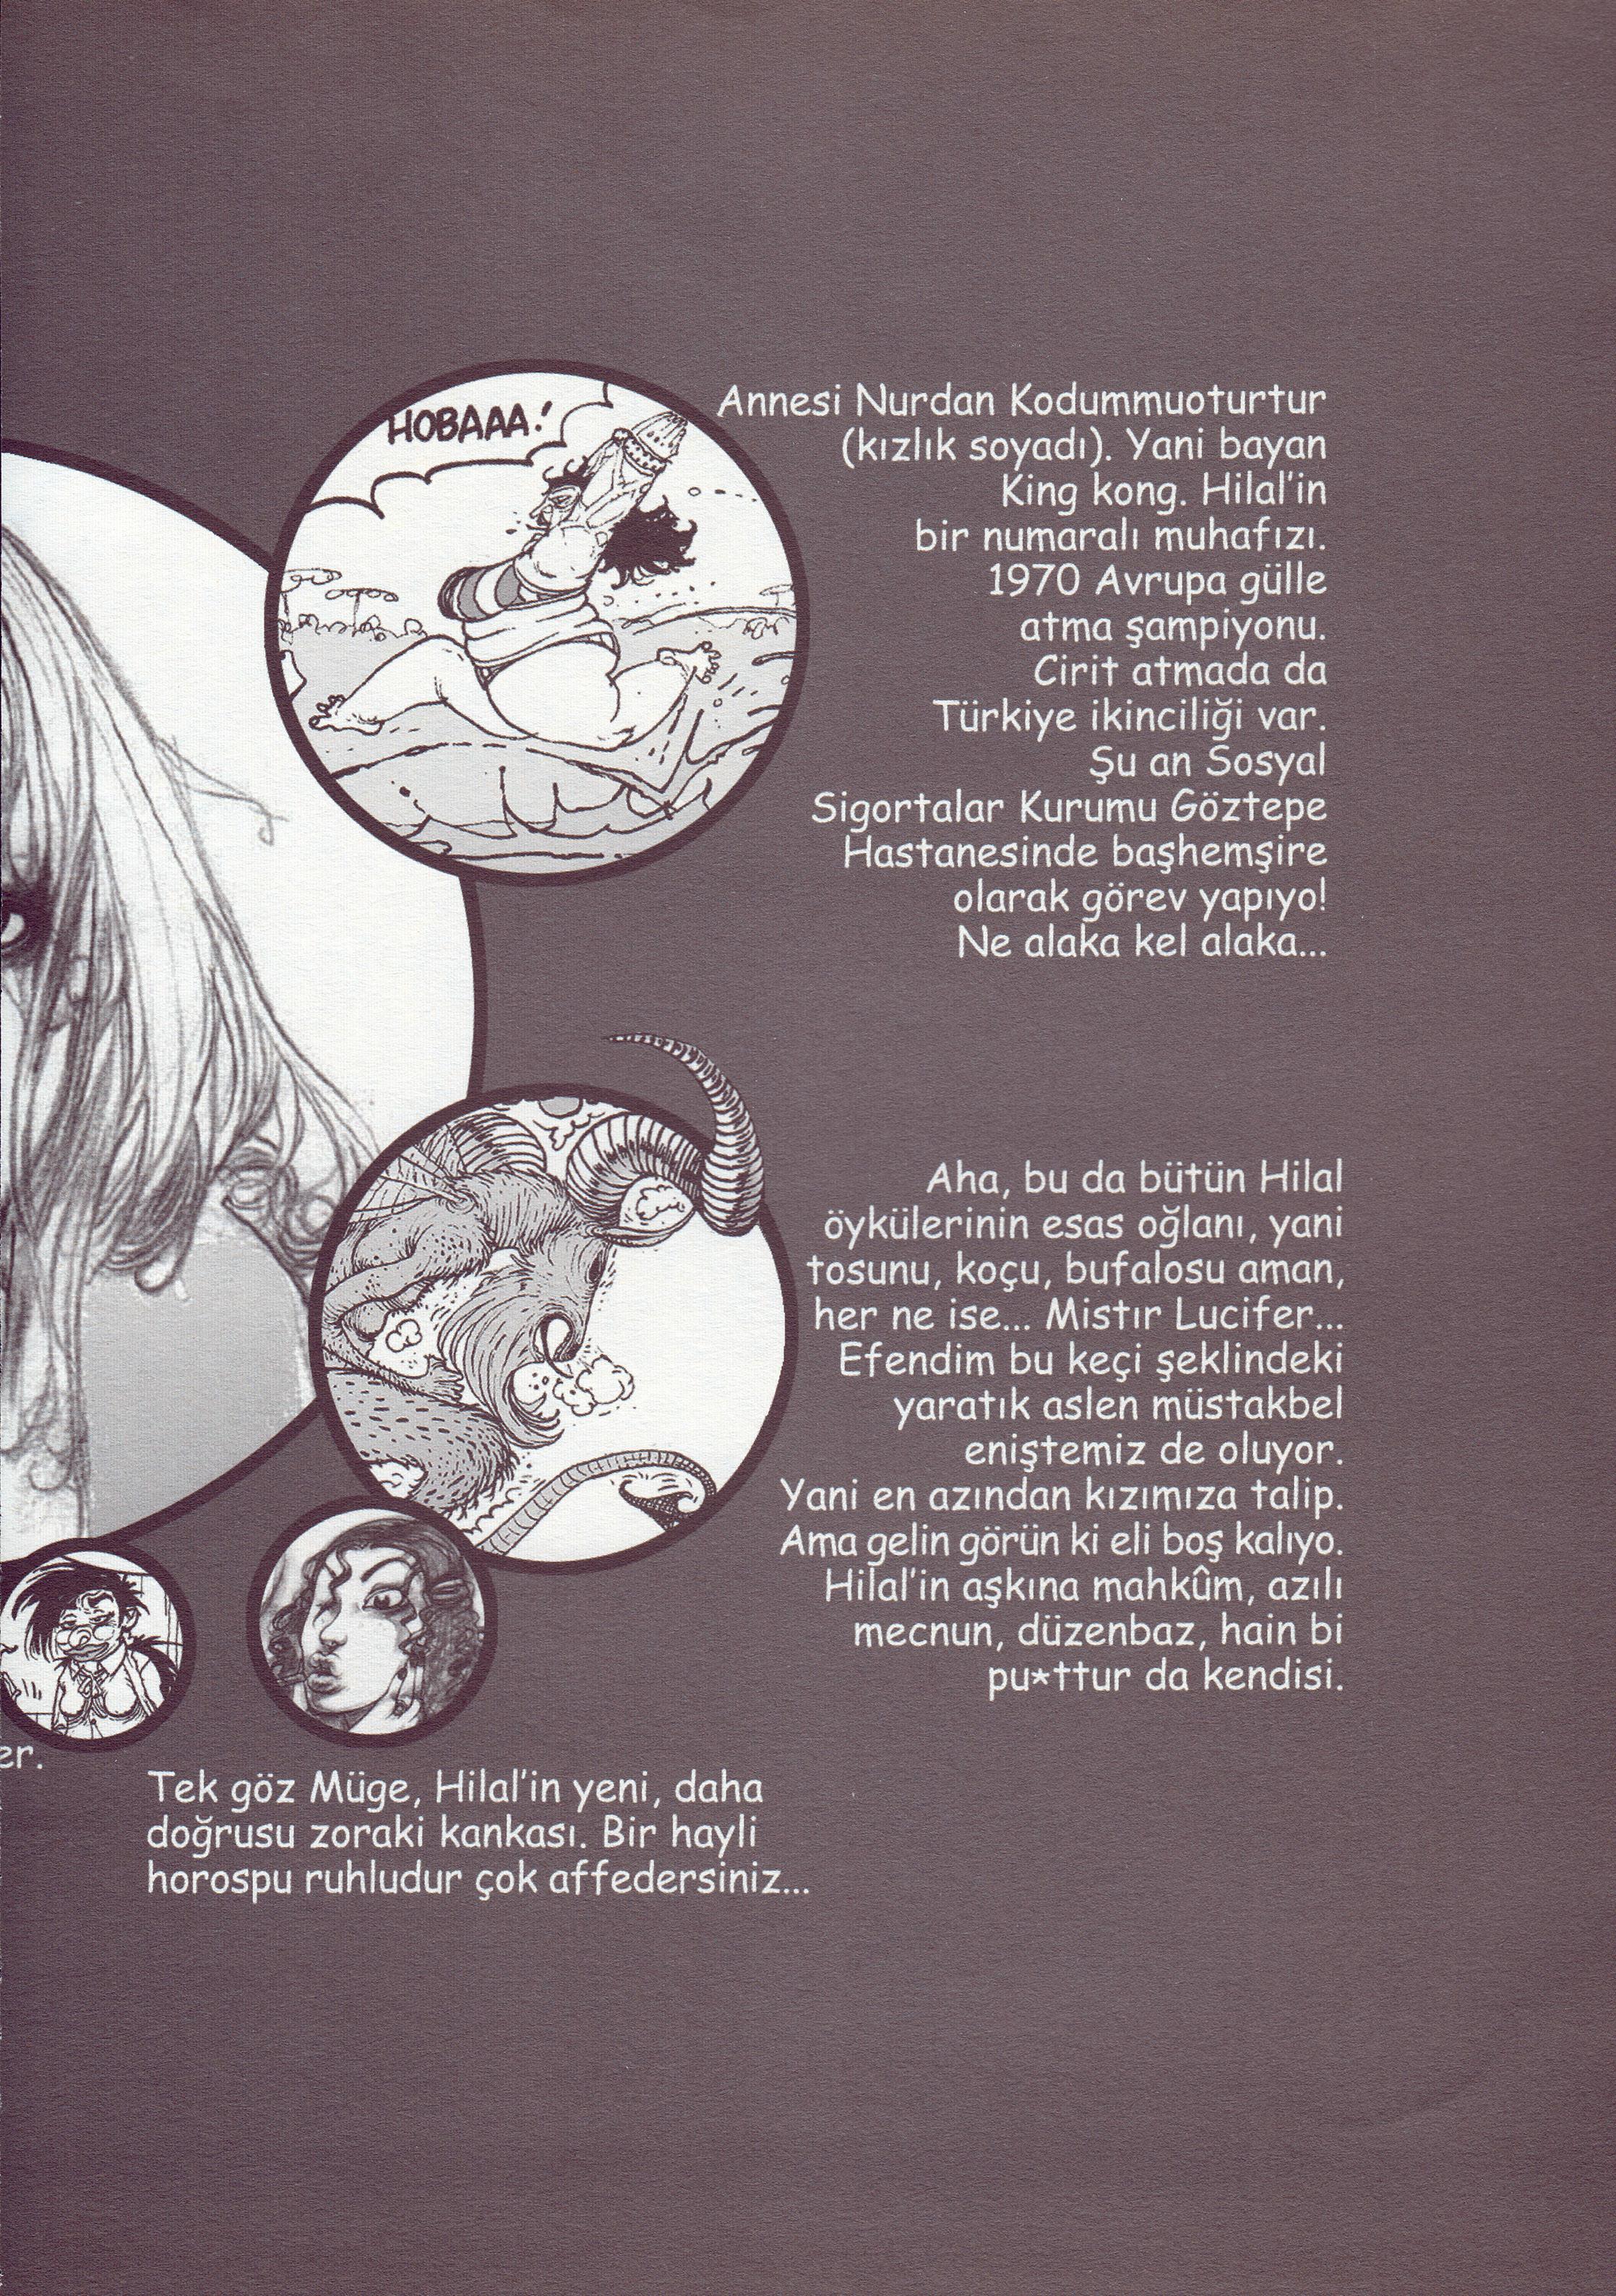 HOBAAA!
Annesi Nurdan Kodummuoturtur
(kızlık soyadı). Yani bayan
King kong. Hilal'in
bir numaralı muhafızı.
1970 Avrupa gülle
atma şampiyonu.
Cirit atmada da
Türkiye ikinciliği var.
Şu an Sosyal
Sigortalar Kurumu Göztepe
Hastanesinde başhemşire
olarak görev yapıyo!
Ne alaka kel alaka...
Aha, bu da bütün Hilal
öykülerinin esas oğlanı, yani
tosunu, koçu, bufalosu aman,
her ne ise... Mistır Lucifer...
Efendim bu keçi şeklindeki
yaratık aslen müstakbel
eniştemiz de oluyor.
Yani en azından kızımıza talip.
Ama gelin görün ki eli boş kalıyo.
Hilal'in aşkına mahkûm, azılı
mecnun, düzenbaz, hain bi
pu*ttur da kendisi.
er.
Tek göz Müge, Hilal'in yeni, daha
doğrusu zoraki kankası. Bir hayli
horospu ruhludur çok affedersiniz...